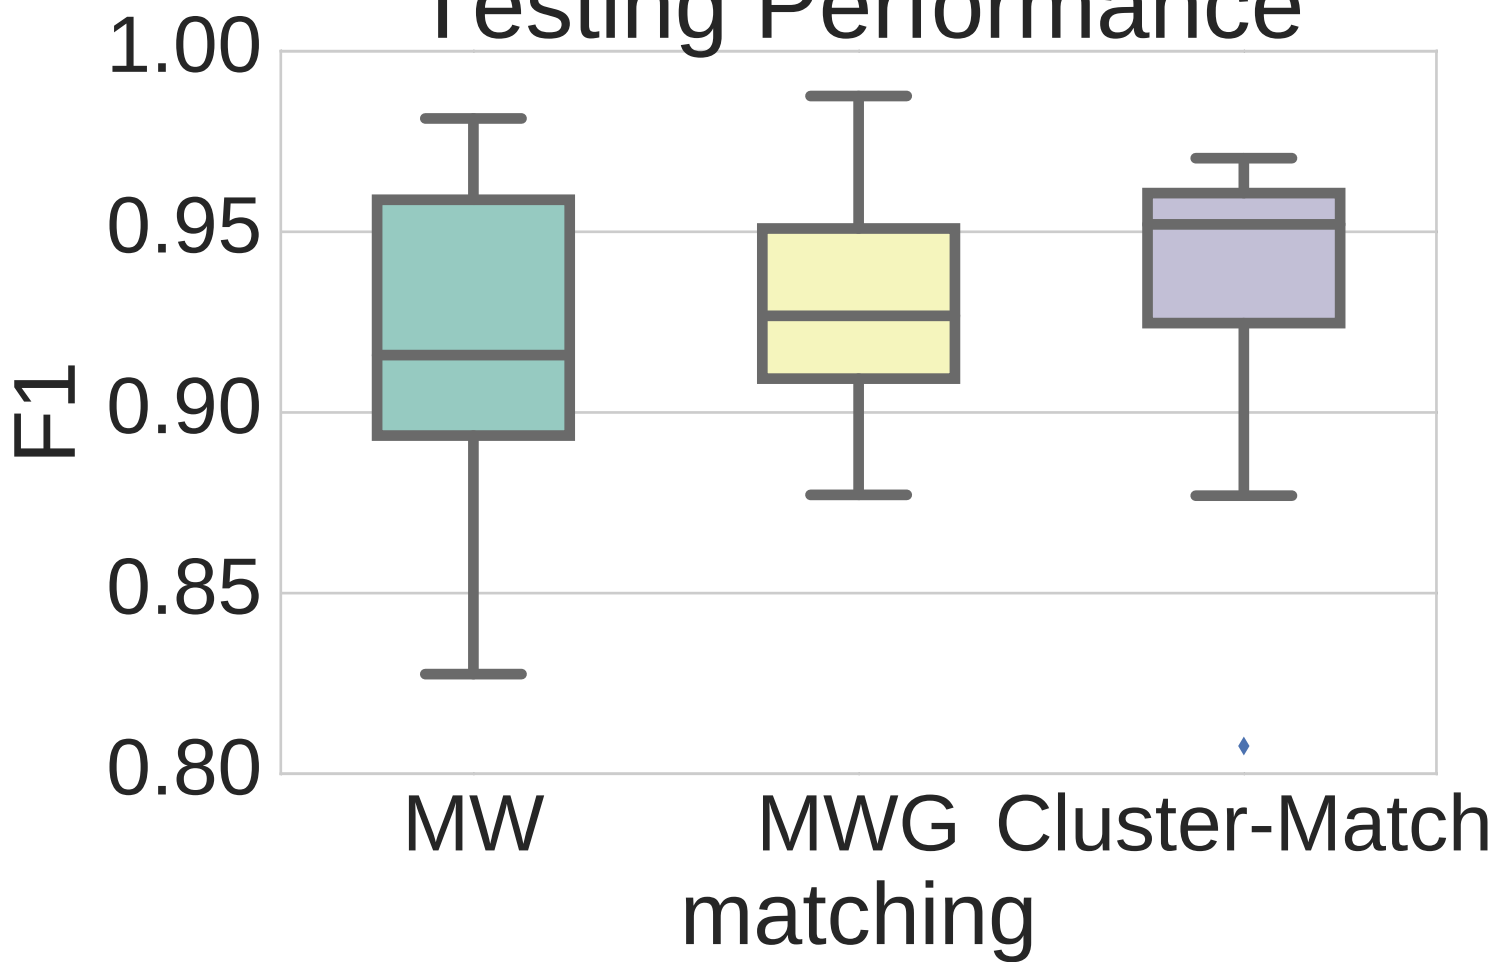 Testing Performance
1.00
0.95
0.90
0.85
0.80
F1
MW MWG Cluster-Match
matching